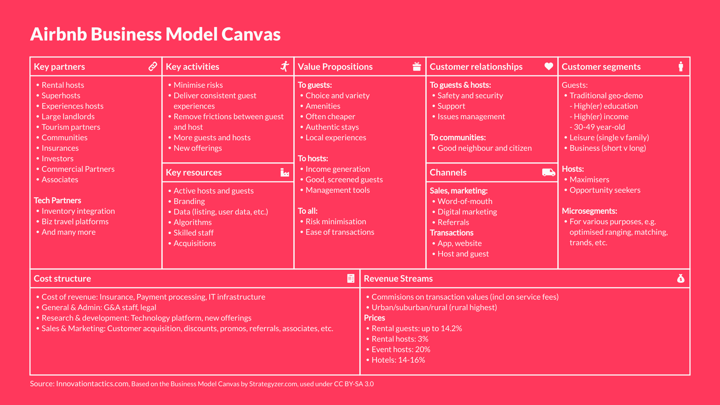 Airbnb Business Model Canvas
Key partners
• Rental hosts
• Superhosts
• Experiences hosts
• Large landlords
• Tourism partners
• Communities
• Insurances
• Investors
• Commercial Partners
• Associates
Tech Partners
• Inventory integration
• Biz travel platforms
• And many more
Key activities
• Minimise risks
• Deliver consistent guest
experiences
• Remove frictions between guest
and host
• More guests and hosts
• New offerings
Key resources
• Active hosts and guests
• Branding
• Data (listing, user data, etc.)
• Algorithms
• Skilled staff
• Acquisitions
Value Propositions
To guests:
• Choice and variety
• Amenities
• Often cheaper
• Authentic stays
• Local experiences
To hosts:
• Income generation
• Good, screened guests
• Management tools
To all:
• Risk minimisation
• Ease of transactions
Customer relationships
To guests & hosts:
• Safety and security
• Support
• Issues management
To communities:
• Good neighbour and citizen
Channels
Sales, marketing:
• Word-of-mouth
• Digital marketing
• Referrals
Transactions
• App, website
• Host and guest
Customer segments
Guests:
• Traditional geo-demo
- High(er) education
- High(er) income
- 30-49 year-old
• Leisure (single v family)
• Business (short v long)
Hosts:
• Maximisers
• Opportunity seekers
Microsegments:
• For various purposes, e.g.
optimised ranging, matching,
trands, etc.
Cost structure
• Cost of revenue: Insurance, Payment processing, IT infrastructure
• General & Admin: G&A staff, legal
• Research & development: Technology platform, new offerings
• Sales & Marketing: Customer acquisition, discounts, promos, referrals, associates, etc.
Revenue Streams
• Commisions on transaction values (incl on service fees)
• Urban/suburban/rural (rural highest)
Prices
• Rental guests: up to 14.2%
• Rental hosts: 3%
• Event hosts: 20%
• Hotels: 14-16%
Source: Innovationtactics.com. Based on the Business Model Canvas by Strategyzer.com, used under CC BY-SA 3.0